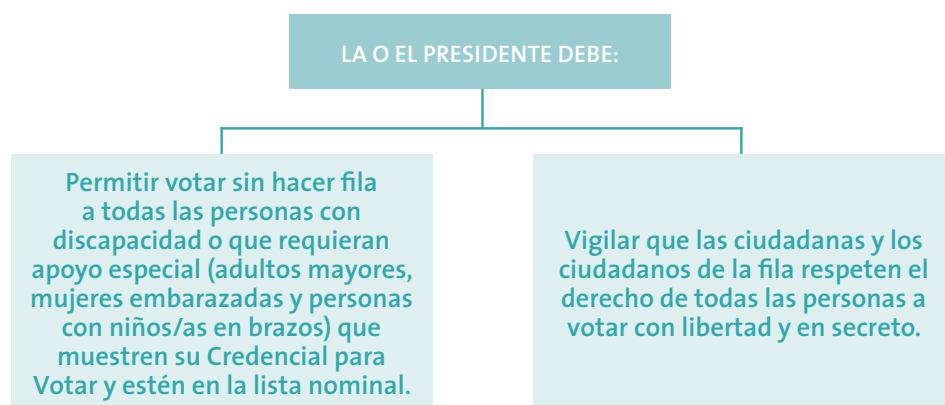 LA O EL PRESIDENTE DEBE:
Permitir votar sin hacer fila
a todas las personas con
discapacidad o que requieran
apoyo especial (adultos mayores,
mujeres embarazadas y personas
con niños/as en brazos) que
muestren su Credencial para
Votar y estén en la lista nominal.
Vigilar que las ciudadanas y los
ciudadanos de la fila respeten el
derecho de todas las personas a
votar con libertad y en secreto.